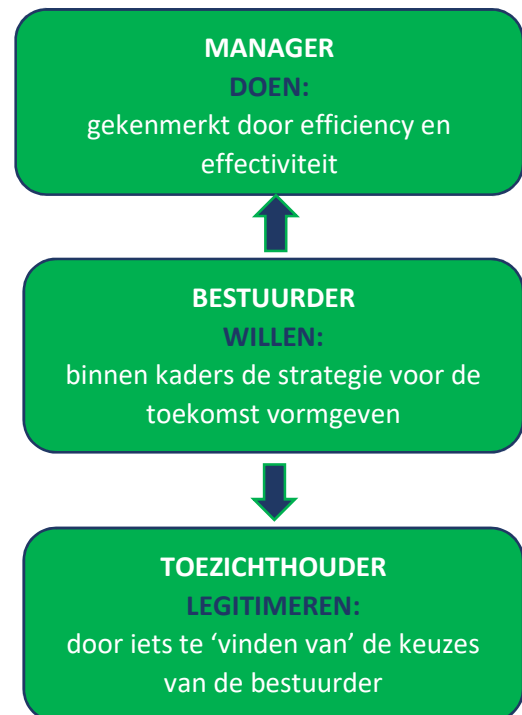 MANAGER
DOEN:
gekenmerkt door efficiency en
effectiviteit
BESTUURDER
WILLEN:
binnen kaders de strategie voor de
toekomst vormgeven
TOEZICHTHOUDER
LEGITIMEREN:
door iets te ‘vinden van’ de keuzes
van de bestuurder